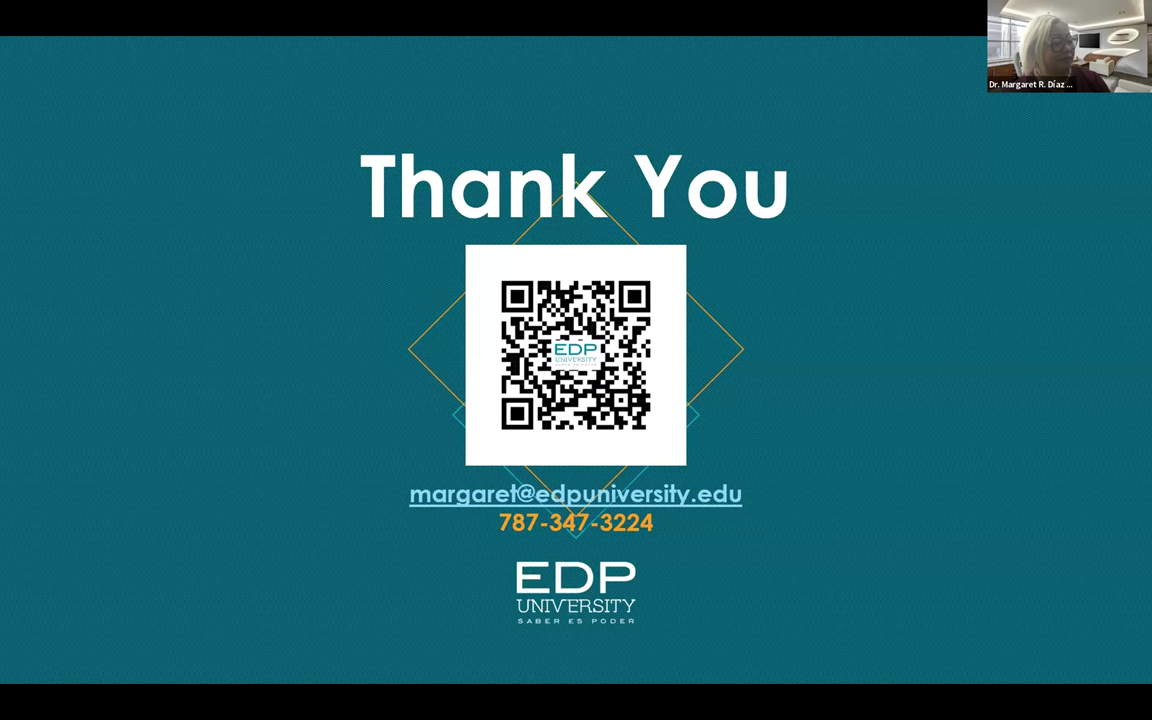 Dr. Margaret R. Díaz ...
Thank You
EDP
UNIVERSITY
margaret@edpuniversity.edu
787-347-3224
EDP
UNIVERSITY
SABER ES PODER